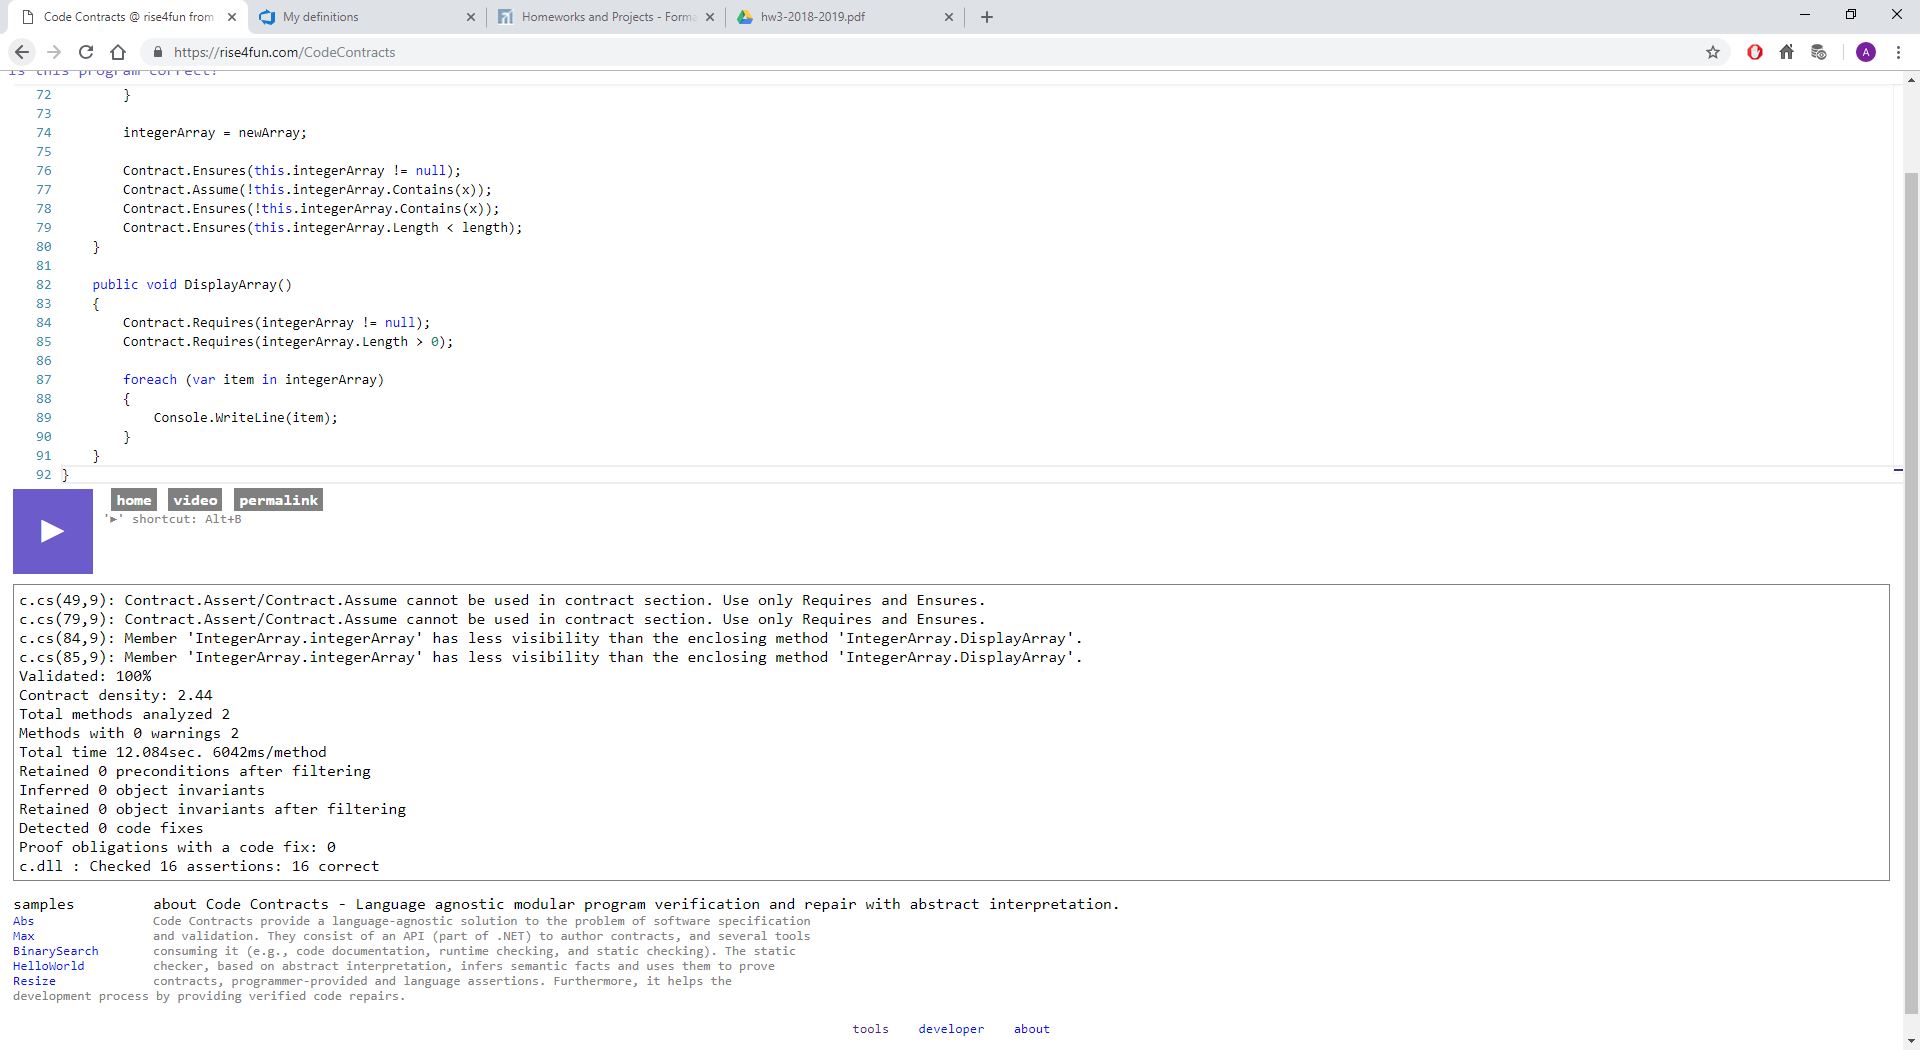 Code Contracts @ rise4fun from
My definitions
Homeworks and Projects - Forma
hw3-2018-2019.pdf
https://rise4fun.com/CodeContracts
A
is this program correct?
72         }
73
74         integerArray = newArray;
75
76         Contract.Ensures(this.integerArray != null);
77         Contract.Assume(!this.integerArray.Contains(x));
78         Contract.Ensures(!this.integerArray.Contains(x));
79         Contract.Ensures(this.integerArray.Length < length);
80     }
81
82     public void DisplayArray()
83     {
84         Contract.Requires(integerArray != null);
85         Contract.Requires(integerArray.Length > 0);
86
87         foreach (var item in integerArray)
88         {
89             Console.WriteLine(item);
90         }
91     }
92 }
home video permalink
'►' shortcut: Alt+B
c.cs(49,9): Contract.Assert/Contract.Assume cannot be used in contract section. Use only Requires and Ensures.
c.cs(79,9): Contract.Assert/Contract.Assume cannot be used in contract section. Use only Requires and Ensures.
c.cs(84,9): Member 'IntegerArray.integerArray' has less visibility than the enclosing method 'IntegerArray.DisplayArray'.
c.cs(85,9): Member 'IntegerArray.integerArray' has less visibility than the enclosing method 'IntegerArray.DisplayArray'.
Validated: 100%
Contract density: 2.44
Total methods analyzed 2
Methods with 0 warnings 2
Total time 12.084sec. 6042ms/method
Retained 0 preconditions after filtering
Inferred 0 object invariants
Retained 0 object invariants after filtering
Detected 0 code fixes
Proof obligations with a code fix: 0
c.dll : Checked 16 assertions: 16 correct
samples
Abs
Max
BinarySearch
HelloWorld
Resize
about Code Contracts - Language agnostic modular program verification and repair with abstract interpretation.
Code Contracts provide a language-agnostic solution to the problem of software specification
and validation. They consist of an API (part of .NET) to author contracts, and several tools
consuming it (e.g., code documentation, runtime checking, and static checking). The static
checker, based on abstract interpretation, infers semantic facts and uses them to prove
contracts, programmer-provided and language assertions. Furthermore, it helps the
development process by providing verified code repairs.
tools developer about